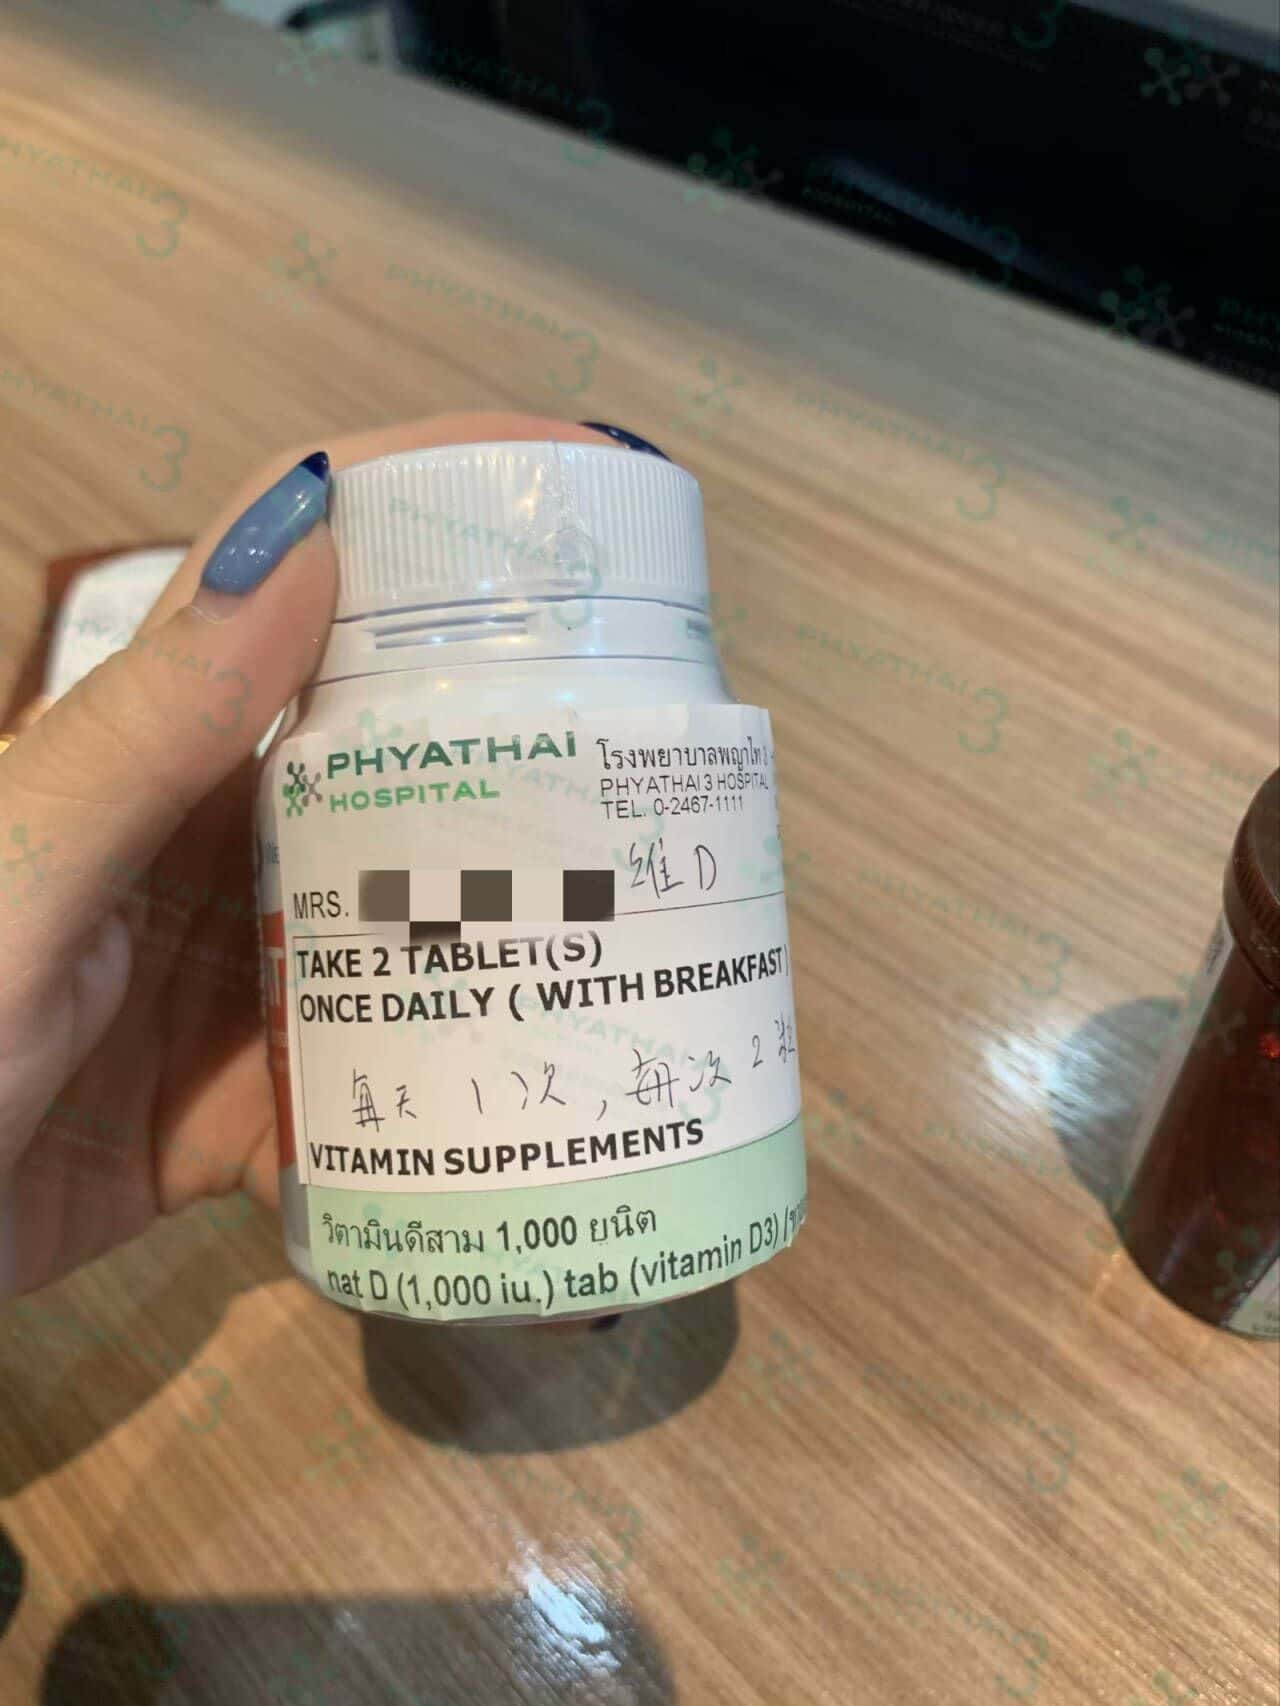 PHYATHAI
HOSPITAL
โรงพยาบาลพญาไท 3
PHYATHAI 3 HOSPITAL
TEL. 0-2467-1111
维 D
MRS.
TAKE 2 TABLET(S)
ONCE DAILY ( WITH BREAKFAST )
每天 1 次, 每次 2 粒
VITAMIN SUPPLEMENTS
วิตามินดีสาม 1,000 ยูนิต
nat D (1,000 iu.) tab (vitamin D3)